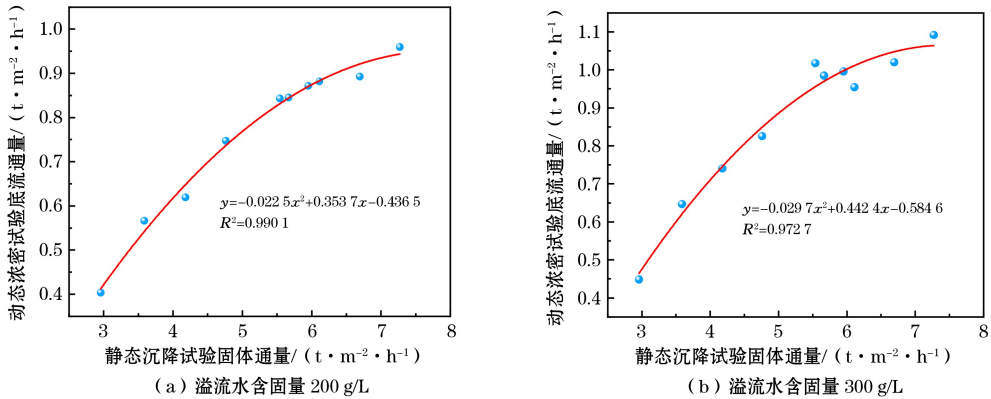 动态浓密试验底流通量/(t·m⁻²·h⁻¹)
1.0
0.9
0.8
0.7
0.6
0.5
0.4
y=-0.022 5x²+0.353 7x-0.436 5
R²=0.990 1
3 4 5 6 7 8
静态沉降试验固体通量/(t·m⁻²·h⁻¹)
(a)溢流水含固量 200 g/L
动态浓密试验底流通量/(t·m⁻²·h⁻¹)
1.1
1.0
0.9
0.8
0.7
0.6
0.5
0.4
y=-0.029 7x²+0.442 4x-0.584 6
R²=0.972 7
3 4 5 6 7 8
静态沉降试验固体通量/(t·m⁻²·h⁻¹)
(b)溢流水含固量 300 g/L